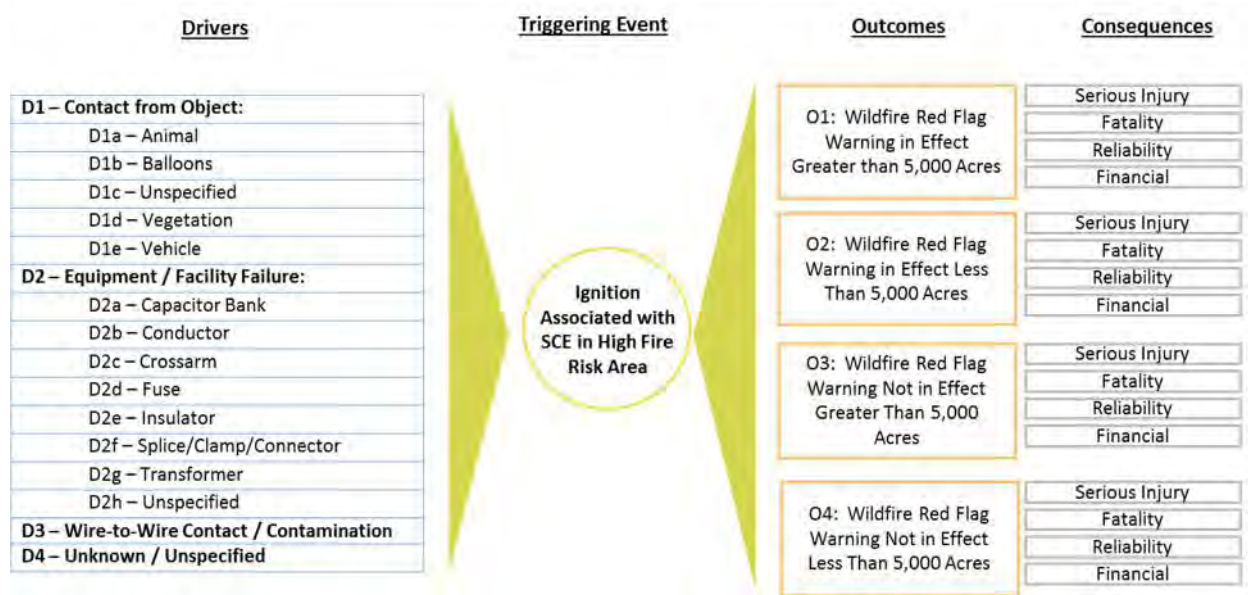 Drivers
Triggering Event
Outcomes
Consequences
D1 – Contact from Object:
D1a – Animal
D1b – Balloons
D1c – Unspecified
D1d – Vegetation
D1e – Vehicle
D2 – Equipment / Facility Failure:
D2a – Capacitor Bank
D2b – Conductor
D2c – Crossarm
D2d – Fuse
D2e – Insulator
D2f – Splice/Clamp/Connector
D2g – Transformer
D2h – Unspecified
D3 – Wire-to-Wire Contact / Contamination
D4 – Unknown / Unspecified
Ignition
Associated with
SCE in High Fire
Risk Area
O1: Wildfire Red Flag
Warning in Effect
Greater than 5,000 Acres
Serious Injury
Fatality
Reliability
Financial
O2: Wildfire Red Flag
Warning in Effect Less
Than 5,000 Acres
Serious Injury
Fatality
Reliability
Financial
O3: Wildfire Red Flag
Warning Not in Effect
Greater Than 5,000
Acres
Serious Injury
Fatality
Reliability
Financial
O4: Wildfire Red Flag
Warning Not in Effect
Less Than 5,000 Acres
Serious Injury
Fatality
Reliability
Financial